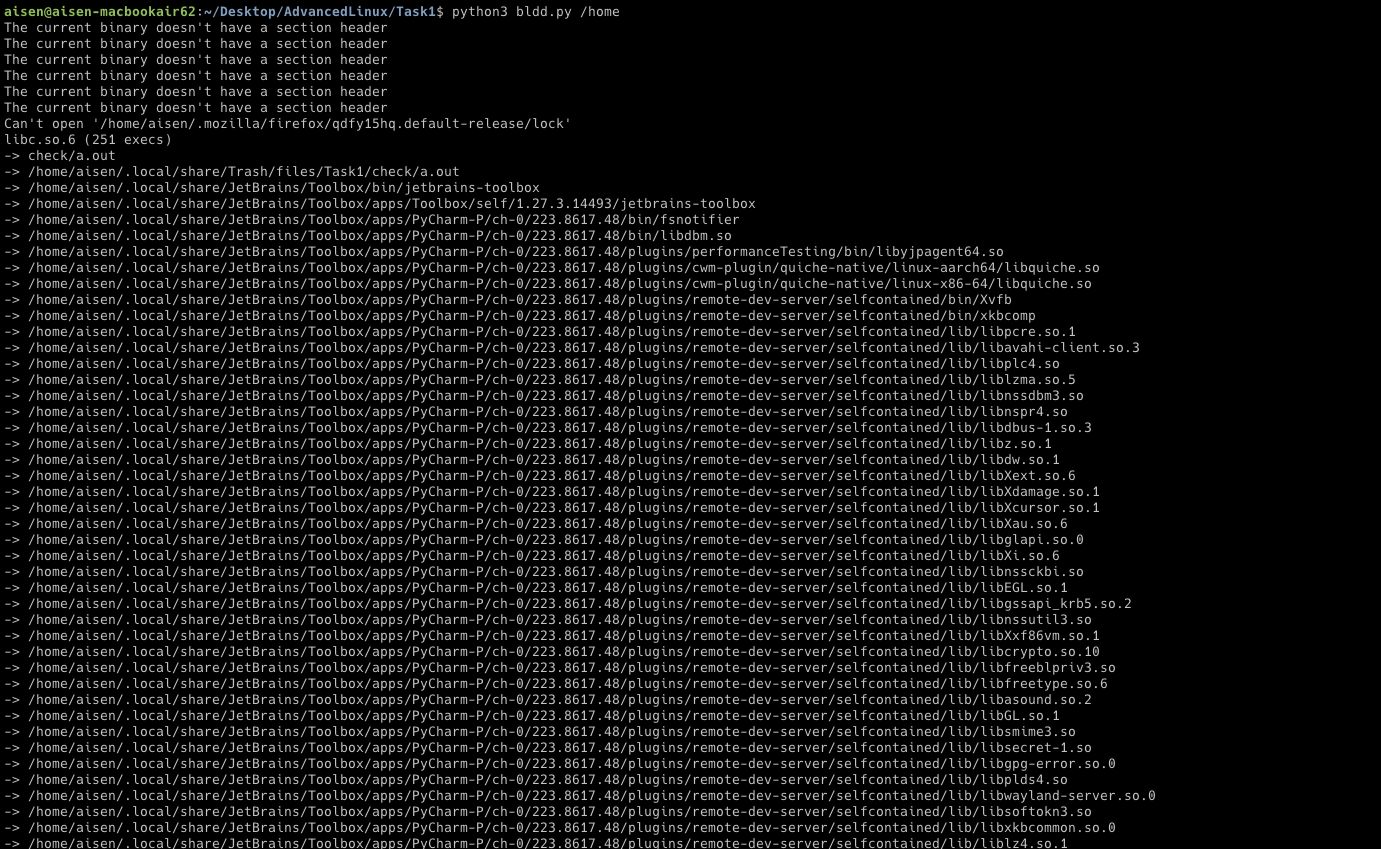 aisen@aisen-macbookair62:~/Desktop/AdvancedLinux/Task1$ python3 bldd.py /home
The current binary doesn't have a section header
The current binary doesn't have a section header
The current binary doesn't have a section header
The current binary doesn't have a section header
The current binary doesn't have a section header
The current binary doesn't have a section header
Can't open '/home/aisen/.mozilla/firefox/qdfy15hq.default-release/lock'
libc.so.6 (251 execs)
-> check/a.out
-> /home/aisen/.local/share/Trash/files/Task1/check/a.out
-> /home/aisen/.local/share/JetBrains/Toolbox/bin/jetbrains-toolbox
-> /home/aisen/.local/share/JetBrains/Toolbox/apps/Toolbox/self/1.27.3.14493/jetbrains-toolbox
-> /home/aisen/.local/share/JetBrains/Toolbox/apps/PyCharm-P/ch-0/223.8617.48/bin/fsnotifier
-> /home/aisen/.local/share/JetBrains/Toolbox/apps/PyCharm-P/ch-0/223.8617.48/bin/libdbm.so
-> /home/aisen/.local/share/JetBrains/Toolbox/apps/PyCharm-P/ch-0/223.8617.48/plugins/performanceTesting/bin/libyjpagent64.so
-> /home/aisen/.local/share/JetBrains/Toolbox/apps/PyCharm-P/ch-0/223.8617.48/plugins/cwm-plugin/quiche-native/linux-aarch64/libquiche.so
-> /home/aisen/.local/share/JetBrains/Toolbox/apps/PyCharm-P/ch-0/223.8617.48/plugins/cwm-plugin/quiche-native/linux-x86-64/libquiche.so
-> /home/aisen/.local/share/JetBrains/Toolbox/apps/PyCharm-P/ch-0/223.8617.48/plugins/remote-dev-server/selfcontained/bin/Xvfb
-> /home/aisen/.local/share/JetBrains/Toolbox/apps/PyCharm-P/ch-0/223.8617.48/plugins/remote-dev-server/selfcontained/bin/xkbcomp
-> /home/aisen/.local/share/JetBrains/Toolbox/apps/PyCharm-P/ch-0/223.8617.48/plugins/remote-dev-server/selfcontained/lib/libpcre.so.1
-> /home/aisen/.local/share/JetBrains/Toolbox/apps/PyCharm-P/ch-0/223.8617.48/plugins/remote-dev-server/selfcontained/lib/libavahi-client.so.3
-> /home/aisen/.local/share/JetBrains/Toolbox/apps/PyCharm-P/ch-0/223.8617.48/plugins/remote-dev-server/selfcontained/lib/libplc4.so
-> /home/aisen/.local/share/JetBrains/Toolbox/apps/PyCharm-P/ch-0/223.8617.48/plugins/remote-dev-server/selfcontained/lib/liblzma.so.5
-> /home/aisen/.local/share/JetBrains/Toolbox/apps/PyCharm-P/ch-0/223.8617.48/plugins/remote-dev-server/selfcontained/lib/libnssdbm3.so
-> /home/aisen/.local/share/JetBrains/Toolbox/apps/PyCharm-P/ch-0/223.8617.48/plugins/remote-dev-server/selfcontained/lib/libnspr4.so
-> /home/aisen/.local/share/JetBrains/Toolbox/apps/PyCharm-P/ch-0/223.8617.48/plugins/remote-dev-server/selfcontained/lib/libdbus-1.so.3
-> /home/aisen/.local/share/JetBrains/Toolbox/apps/PyCharm-P/ch-0/223.8617.48/plugins/remote-dev-server/selfcontained/lib/libz.so.1
-> /home/aisen/.local/share/JetBrains/Toolbox/apps/PyCharm-P/ch-0/223.8617.48/plugins/remote-dev-server/selfcontained/lib/libdw.so.1
-> /home/aisen/.local/share/JetBrains/Toolbox/apps/PyCharm-P/ch-0/223.8617.48/plugins/remote-dev-server/selfcontained/lib/libXext.so.6
-> /home/aisen/.local/share/JetBrains/Toolbox/apps/PyCharm-P/ch-0/223.8617.48/plugins/remote-dev-server/selfcontained/lib/libXdamage.so.1
-> /home/aisen/.local/share/JetBrains/Toolbox/apps/PyCharm-P/ch-0/223.8617.48/plugins/remote-dev-server/selfcontained/lib/libXcursor.so.1
-> /home/aisen/.local/share/JetBrains/Toolbox/apps/PyCharm-P/ch-0/223.8617.48/plugins/remote-dev-server/selfcontained/lib/libXau.so.6
-> /home/aisen/.local/share/JetBrains/Toolbox/apps/PyCharm-P/ch-0/223.8617.48/plugins/remote-dev-server/selfcontained/lib/libglapi.so.0
-> /home/aisen/.local/share/JetBrains/Toolbox/apps/PyCharm-P/ch-0/223.8617.48/plugins/remote-dev-server/selfcontained/lib/libXi.so.6
-> /home/aisen/.local/share/JetBrains/Toolbox/apps/PyCharm-P/ch-0/223.8617.48/plugins/remote-dev-server/selfcontained/lib/libnssckbi.so
-> /home/aisen/.local/share/JetBrains/Toolbox/apps/PyCharm-P/ch-0/223.8617.48/plugins/remote-dev-server/selfcontained/lib/libEGL.so.1
-> /home/aisen/.local/share/JetBrains/Toolbox/apps/PyCharm-P/ch-0/223.8617.48/plugins/remote-dev-server/selfcontained/lib/libgssapi_krb5.so.2
-> /home/aisen/.local/share/JetBrains/Toolbox/apps/PyCharm-P/ch-0/223.8617.48/plugins/remote-dev-server/selfcontained/lib/libnssutil3.so
-> /home/aisen/.local/share/JetBrains/Toolbox/apps/PyCharm-P/ch-0/223.8617.48/plugins/remote-dev-server/selfcontained/lib/libXxf86vm.so.1
-> /home/aisen/.local/share/JetBrains/Toolbox/apps/PyCharm-P/ch-0/223.8617.48/plugins/remote-dev-server/selfcontained/lib/libcrypto.so.10
-> /home/aisen/.local/share/JetBrains/Toolbox/apps/PyCharm-P/ch-0/223.8617.48/plugins/remote-dev-server/selfcontained/lib/libfreeblpriv3.so
-> /home/aisen/.local/share/JetBrains/Toolbox/apps/PyCharm-P/ch-0/223.8617.48/plugins/remote-dev-server/selfcontained/lib/libfreetype.so.6
-> /home/aisen/.local/share/JetBrains/Toolbox/apps/PyCharm-P/ch-0/223.8617.48/plugins/remote-dev-server/selfcontained/lib/libasound.so.2
-> /home/aisen/.local/share/JetBrains/Toolbox/apps/PyCharm-P/ch-0/223.8617.48/plugins/remote-dev-server/selfcontained/lib/libGL.so.1
-> /home/aisen/.local/share/JetBrains/Toolbox/apps/PyCharm-P/ch-0/223.8617.48/plugins/remote-dev-server/selfcontained/lib/libsmime3.so
-> /home/aisen/.local/share/JetBrains/Toolbox/apps/PyCharm-P/ch-0/223.8617.48/plugins/remote-dev-server/selfcontained/lib/libsecret-1.so
-> /home/aisen/.local/share/JetBrains/Toolbox/apps/PyCharm-P/ch-0/223.8617.48/plugins/remote-dev-server/selfcontained/lib/libgpg-error.so.0
-> /home/aisen/.local/share/JetBrains/Toolbox/apps/PyCharm-P/ch-0/223.8617.48/plugins/remote-dev-server/selfcontained/lib/libplds4.so
-> /home/aisen/.local/share/JetBrains/Toolbox/apps/PyCharm-P/ch-0/223.8617.48/plugins/remote-dev-server/selfcontained/lib/libwayland-server.so.0
-> /home/aisen/.local/share/JetBrains/Toolbox/apps/PyCharm-P/ch-0/223.8617.48/plugins/remote-dev-server/selfcontained/lib/libsoftokn3.so
-> /home/aisen/.local/share/JetBrains/Toolbox/apps/PyCharm-P/ch-0/223.8617.48/plugins/remote-dev-server/selfcontained/lib/libxkbcommon.so.0
-> /home/aisen/.local/share/JetBrains/Toolbox/apps/PyCharm-P/ch-0/223.8617.48/plugins/remote-dev-server/selfcontained/lib/liblz4.so.1